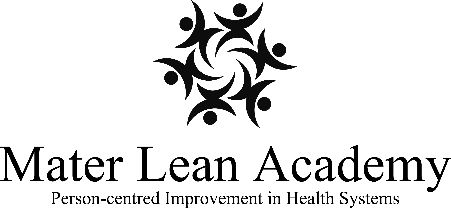 Mater Lean Academy
Person-centred Improvement in Health Systems